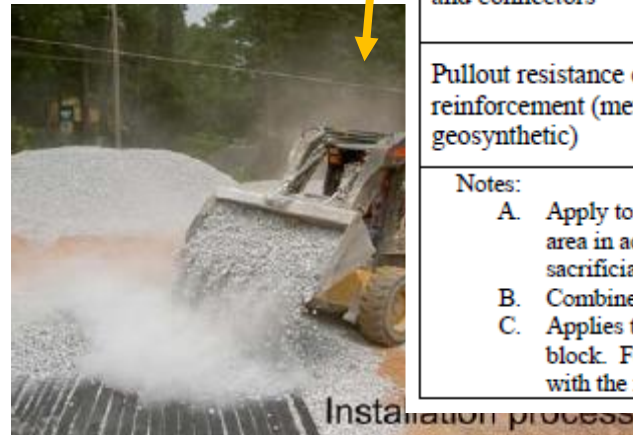 and connectors
Pullout resistance
reinforcement (me
geosynthetic)
Notes:
A. Apply to
area in a
sacrificia
B. Combine
C. Applies t
block. F
with the
Installation process